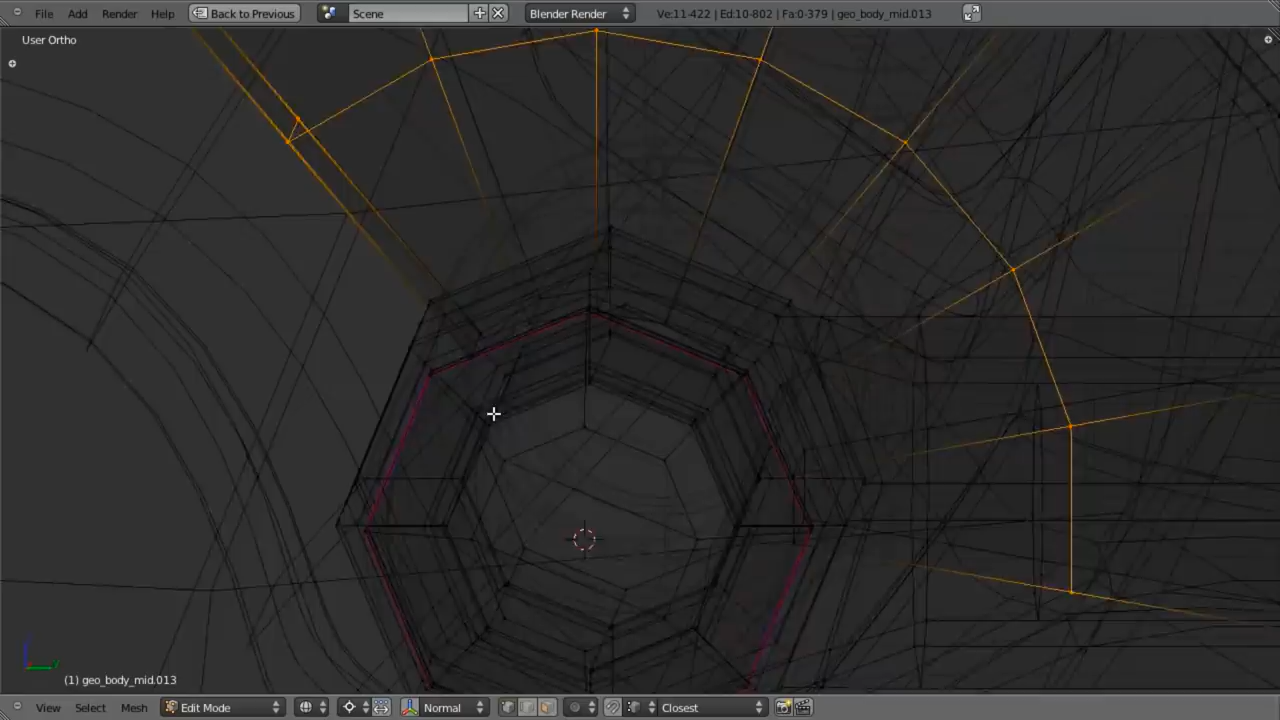 File Add Render Help Back to Previous Scene Blender Render Ve:11-422 | Ed:10-802 | Fa:0-379 | geo_body_mid.013
User Ortho
(1) geo_body_mid.013
View Select Mesh Edit Mode Normal Closest